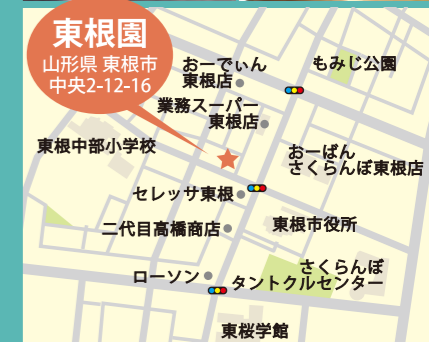 東根園
山形県 東根市
中央2-12-16
おーでぃん
東根店
もみじ公園
業務スーパー
東根店
東根中部小学校
おーばん
さくらんぼ東根店
セレッサ東根
二代目高橋商店
東根市役所
さくらんぼ
タントクルセンター
ローソン
東桜学館